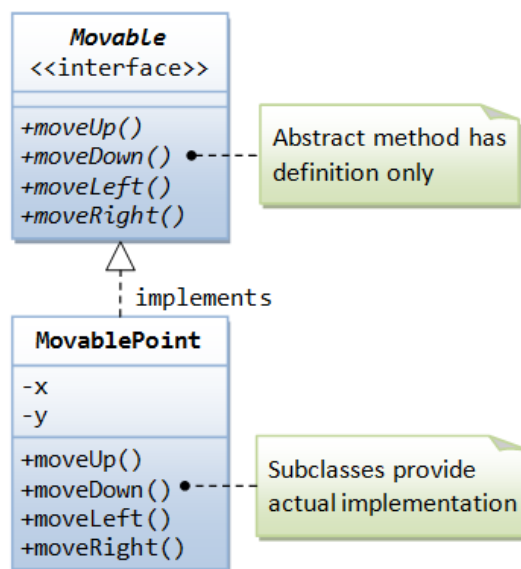 Movable
<<interface>>
+moveUp()
+moveDown()
+moveLeft()
+moveRight()
Abstract method has
definition only
implements
MovablePoint
-x
-y
+moveUp()
+moveDown()
+moveLeft()
+moveRight()
Subclasses provide
actual implementation